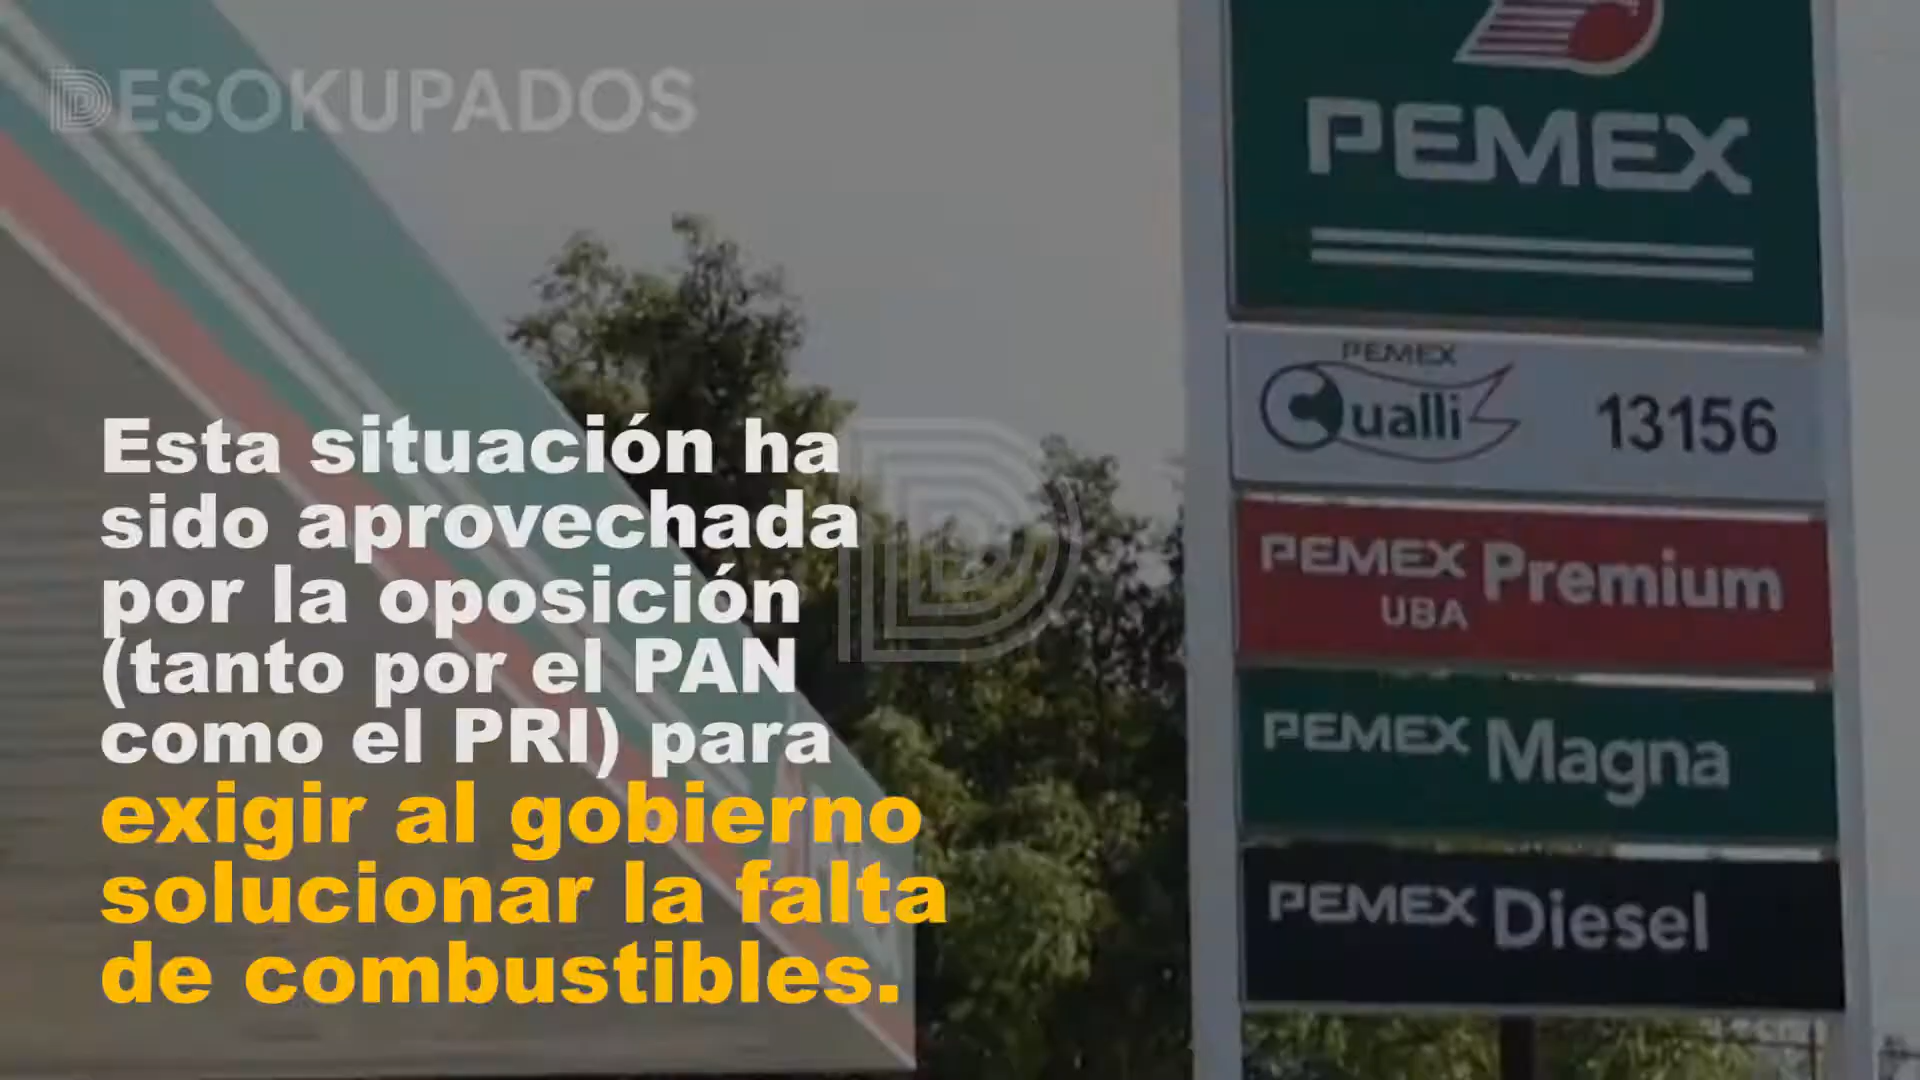 DESOKUPADOS
PEMEX
PEMEX
Cualli
13156
PEMEX Premium
UBA
PEMEX Magna
PEMEX Diesel
Esta situación ha
sido aprovechada
por la oposición
(tanto por el PAN
como el PRI) para
exigir al gobierno
solucionar la falta
de combustibles.